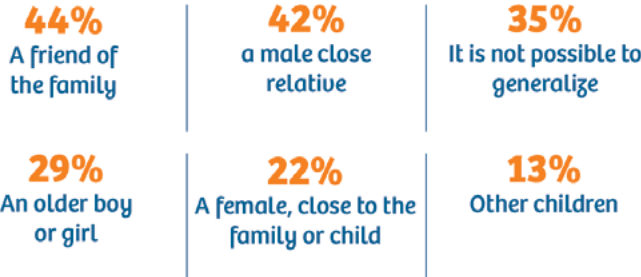 44%
A friend of
the family
42%
a male close
relative
35%
It is not possible to
generalize
29%
An older boy
or girl
22%
A female, close to the
family or child
13%
Other children